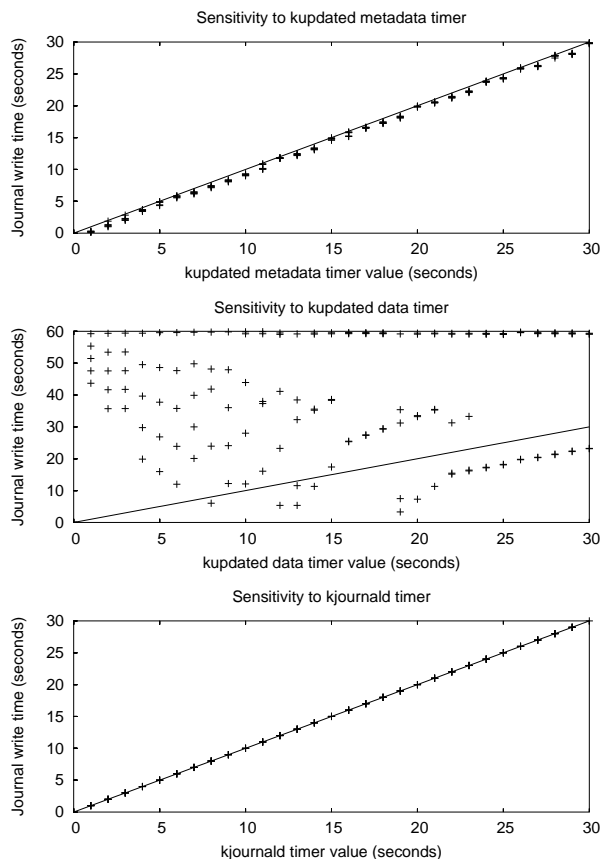 Sensitivity to kupdated metadata timer
30
25
20
15
10
5
0
Journal write time (seconds)
0 5 10 15 20 25 30
kupdated metadata timer value (seconds)
Sensitivity to kupdated data timer
60
50
40
30
20
10
0
Journal write time (seconds)
0 5 10 15 20 25 30
kupdated data timer value (seconds)
Sensitivity to kjournald timer
30
25
20
15
10
5
0
Journal write time (seconds)
0 5 10 15 20 25 30
kjournald timer value (seconds)